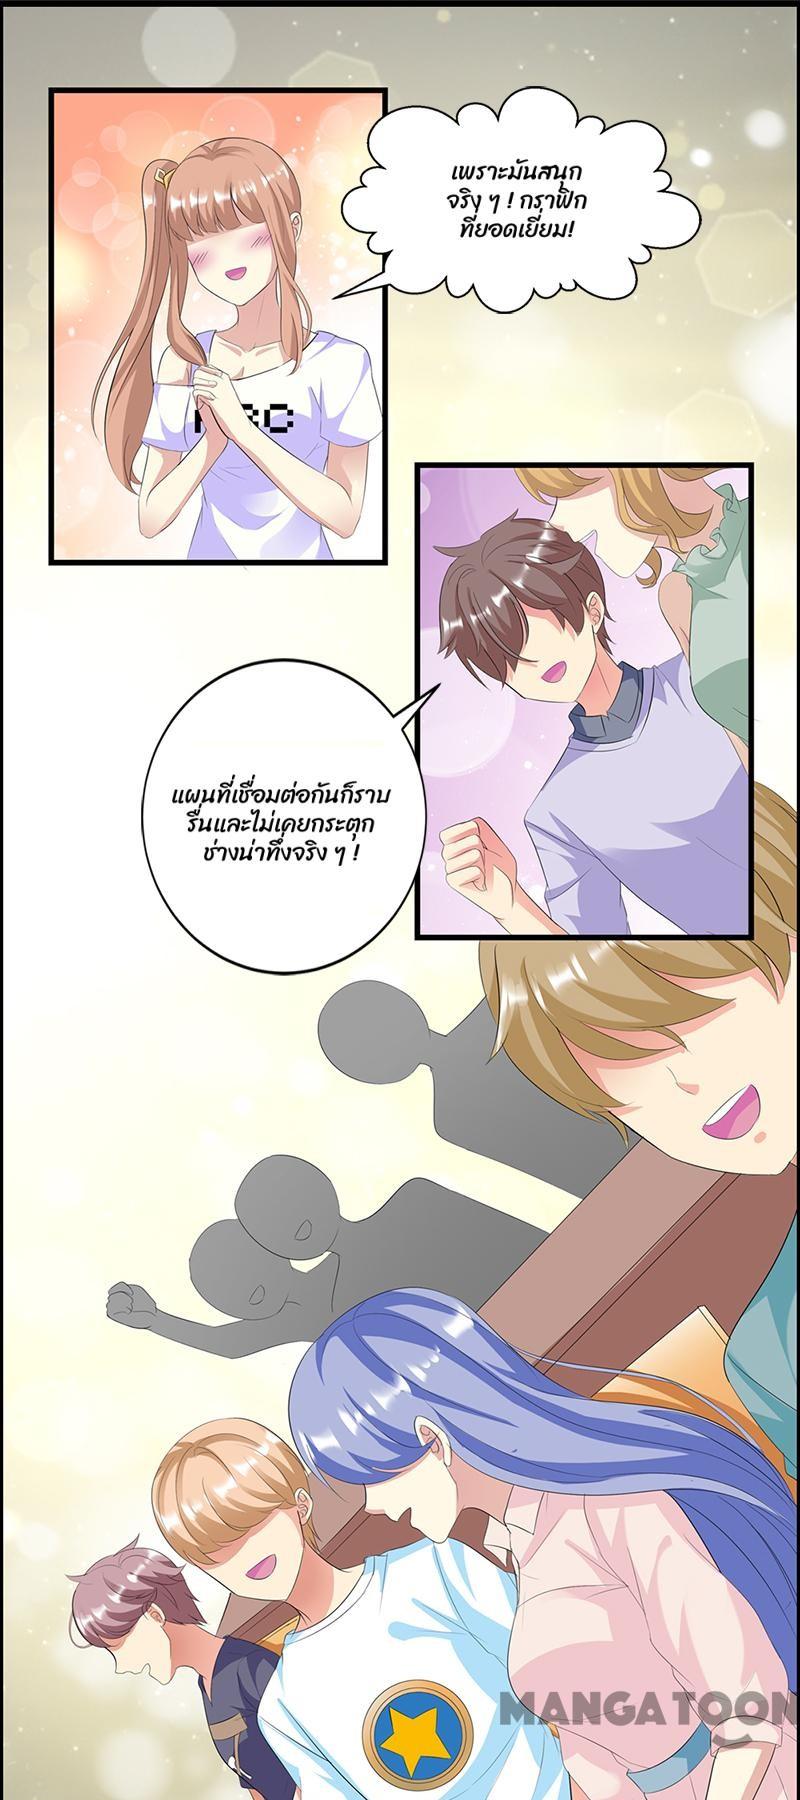 เพราะมันสนุก
จริง ๆ ! กราฟิก
ที่ยอดเยี่ยม!
แผนที่เชื่อมต่อกันก็ราบ
รื่นและไม่เคยกระตุก
ช่างน่าทึ่งจริง ๆ !
MANGATOON